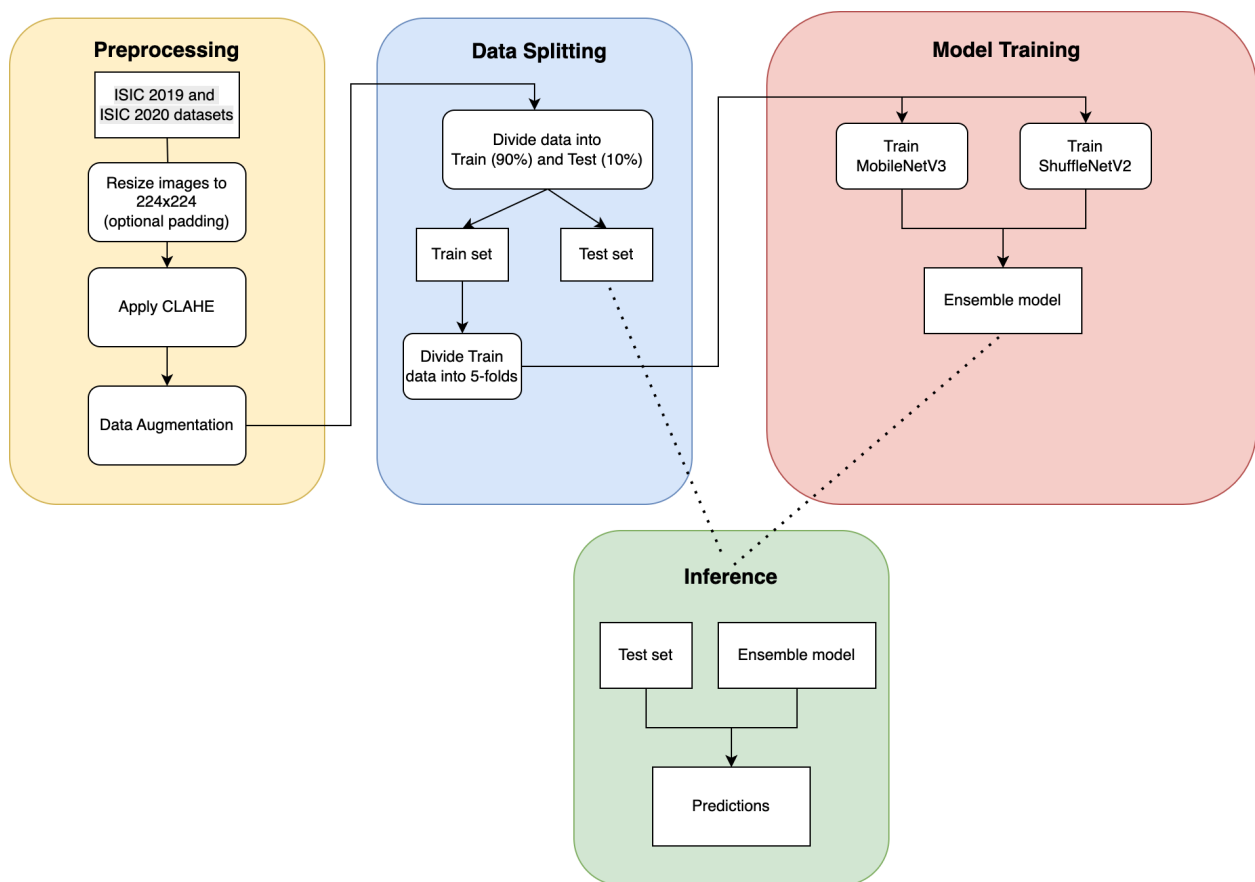 Preprocessing
ISIC 2019 and
ISIC 2020 datasets
Resize images to
224x224
(optional padding)
Apply CLAHE
Data Augmentation
Data Splitting
Divide data into
Train (90%) and Test (10%)
Train set
Test set
Divide Train
data into 5-folds
Model Training
Train
MobileNetV3
Train
ShuffleNetV2
Ensemble model
Inference
Test set
Ensemble model
Predictions